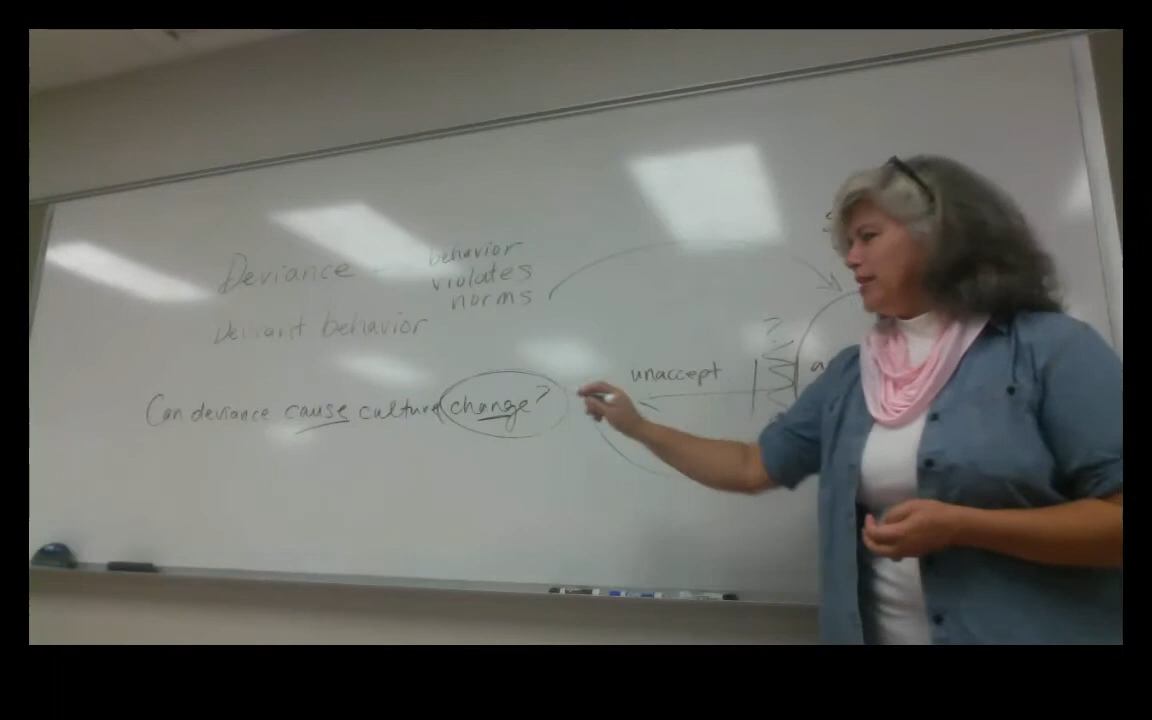 Deviance - behavior
violates
norms
Deviant behavior
Can deviance cause culture change?
unaccept
?
a